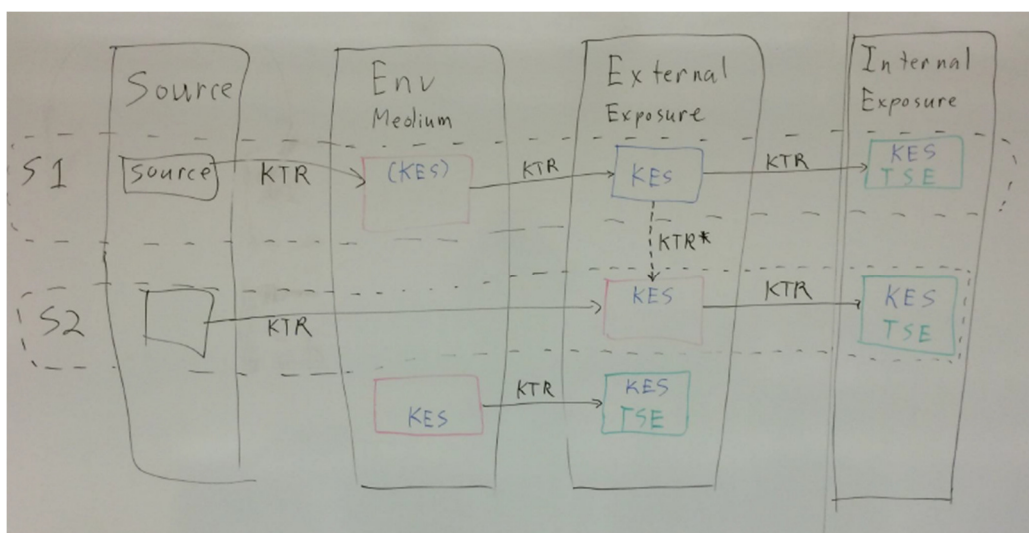 Source
Env
Medium
External
Exposure
Internal
Exposure
S1
Source
KTR
(KES)
KTR
KES
KTR
KES
TSE
KTR*
S2
KTR
KES
KTR
KES
TSE
KES
KTR
KES
TSE